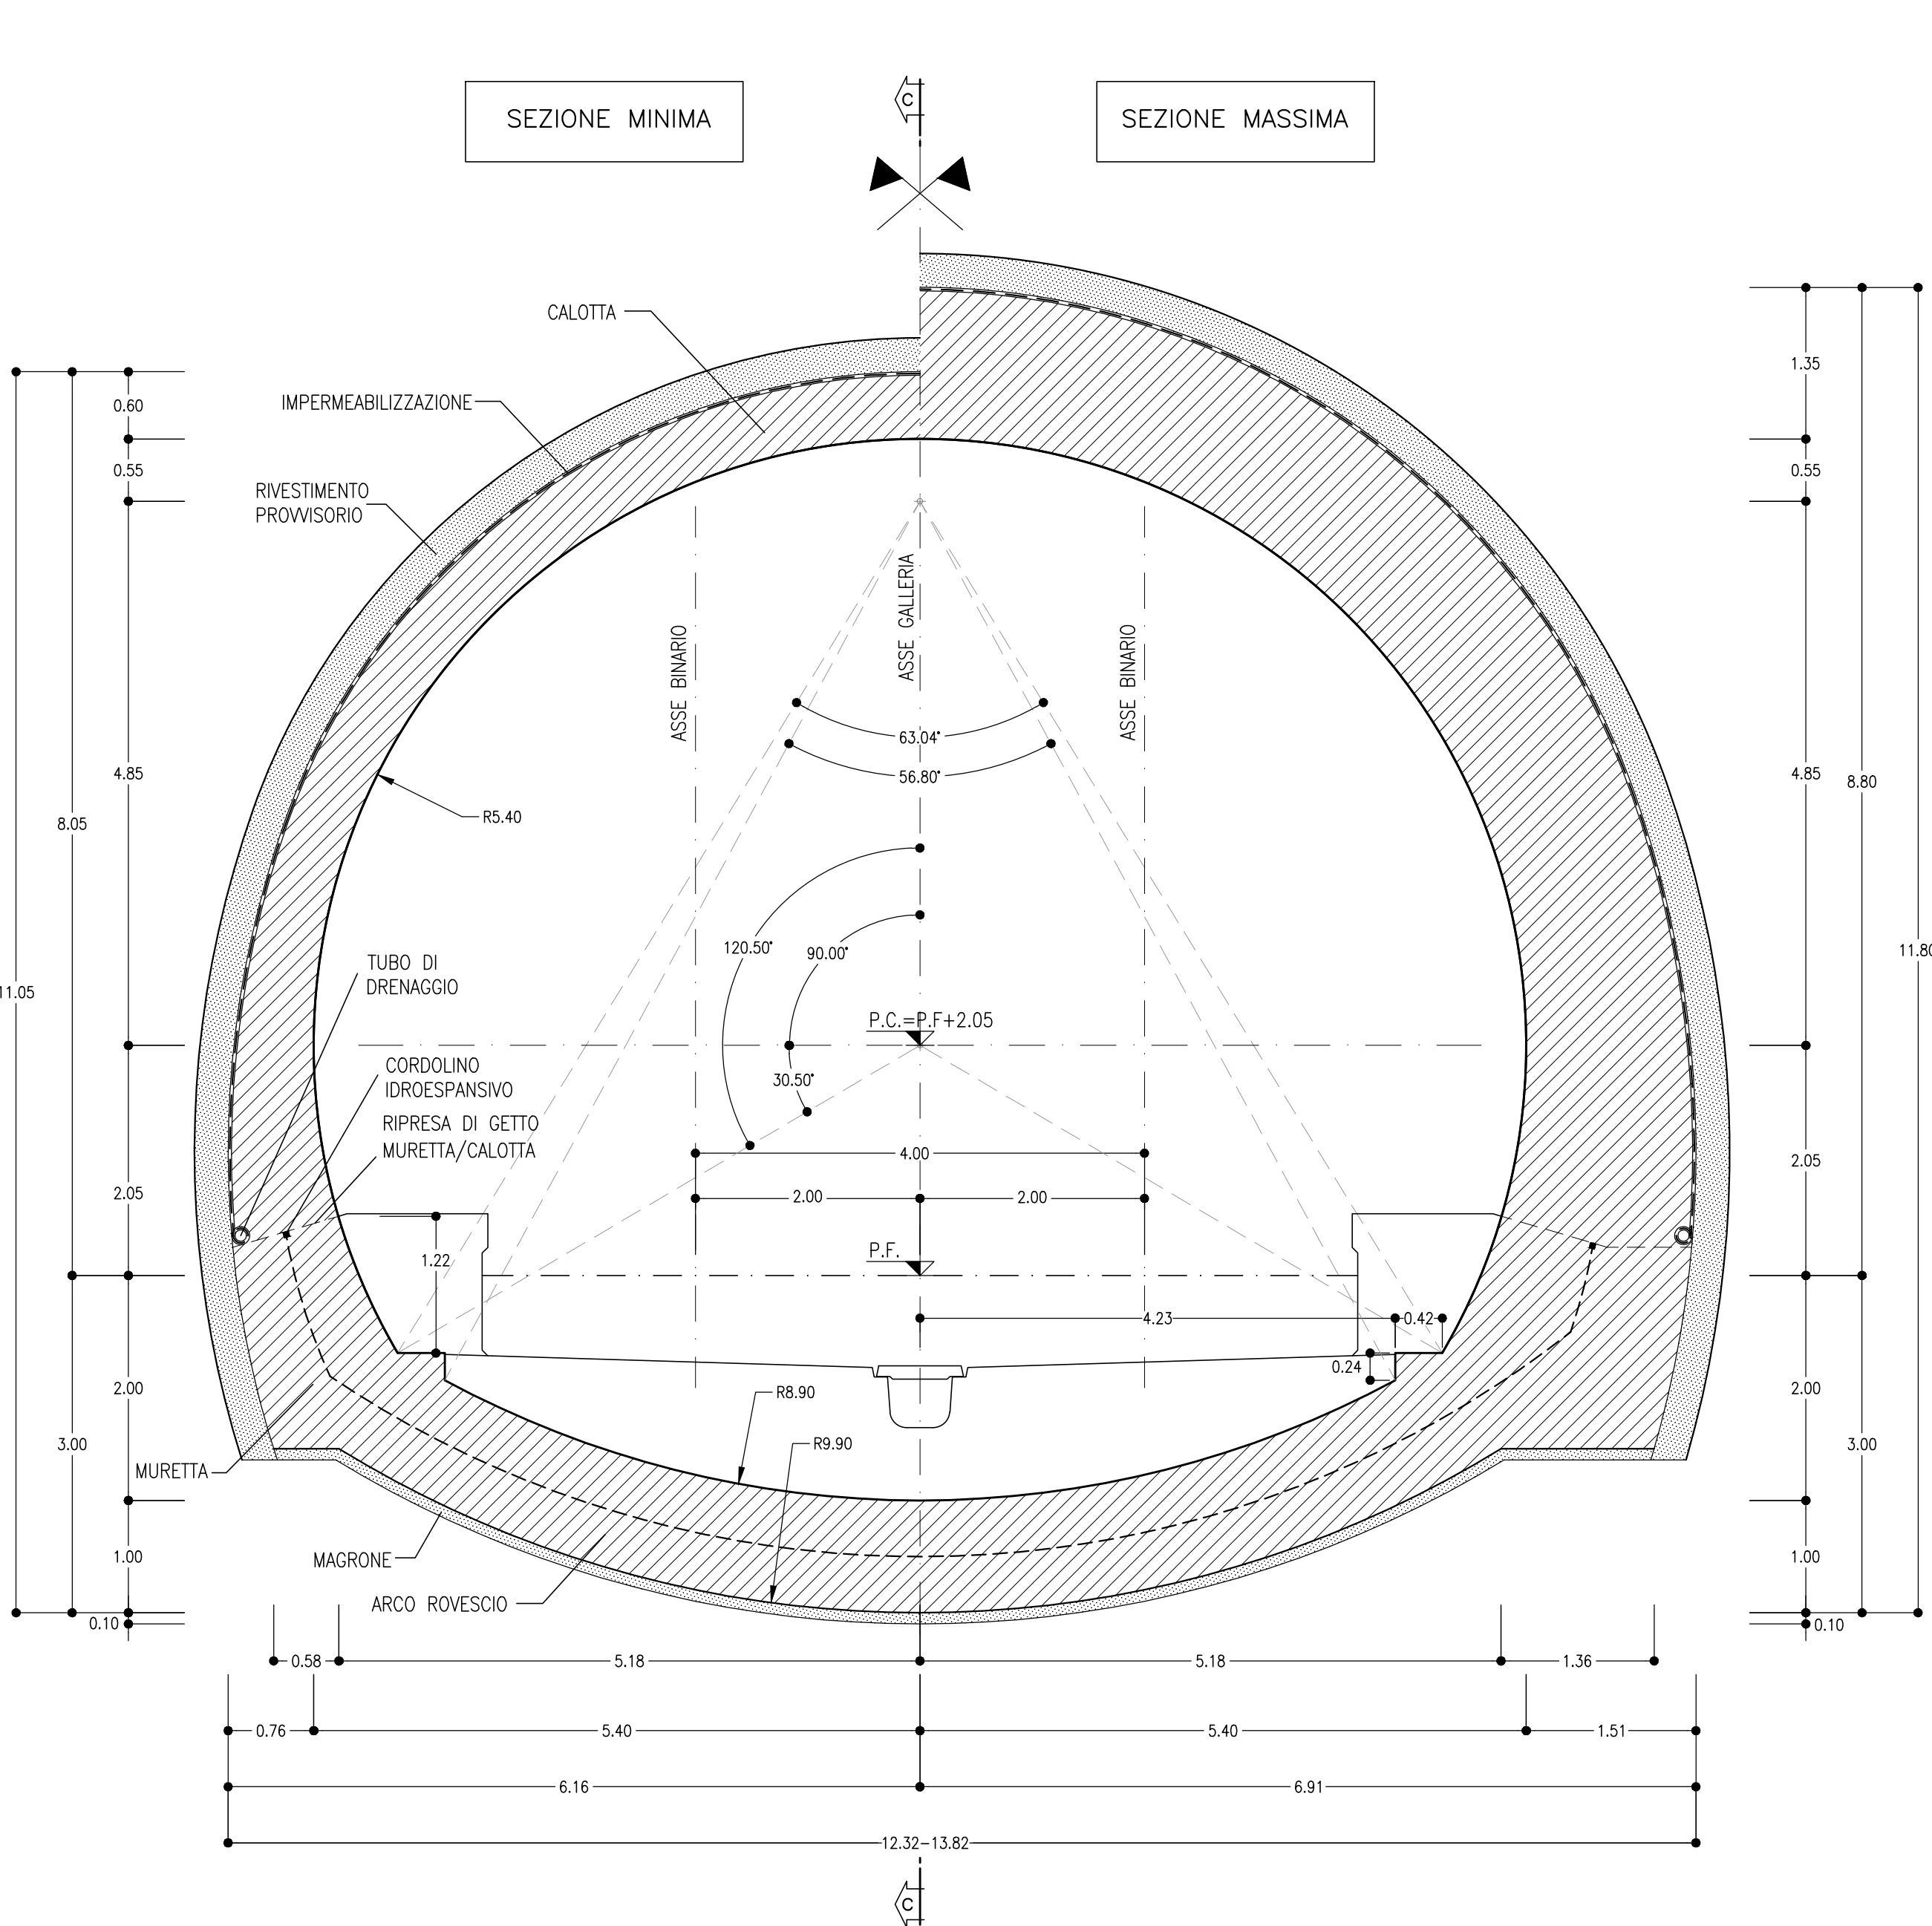 C
SEZIONE MINIMA
SEZIONE MASSIMA
CALOTTA
IMPERMEABILIZZAZIONE
RIVESTIMENTO
PROVVISORIO
0.60
0.55
4.85
8.05
11.05
2.05
2.00
3.00
1.00
0.10
1.35
0.55
4.85
8.80
11.80
2.05
2.00
3.00
1.00
0.10
ASSE BINARIO
ASSE GALLERIA
ASSE BINARIO
63.04°
56.80°
R5.40
120.50°
90.00°
30.50°
P.C.=P.F+2.05
TUBO DI
DRENAGGIO
CORDOLINO
IDROESPANSIVO
RIPRESA DI GETTO
MURETTA/CALOTTA
4.00
2.00
2.00
1.22
P.F.
4.23
0.42
0.24
R8.90
R9.90
MURETTA
MAGRONE
ARCO ROVESCIO
0.58
5.18
5.18
1.36
0.76
5.40
5.40
1.51
6.16
6.91
12.32-13.82
C